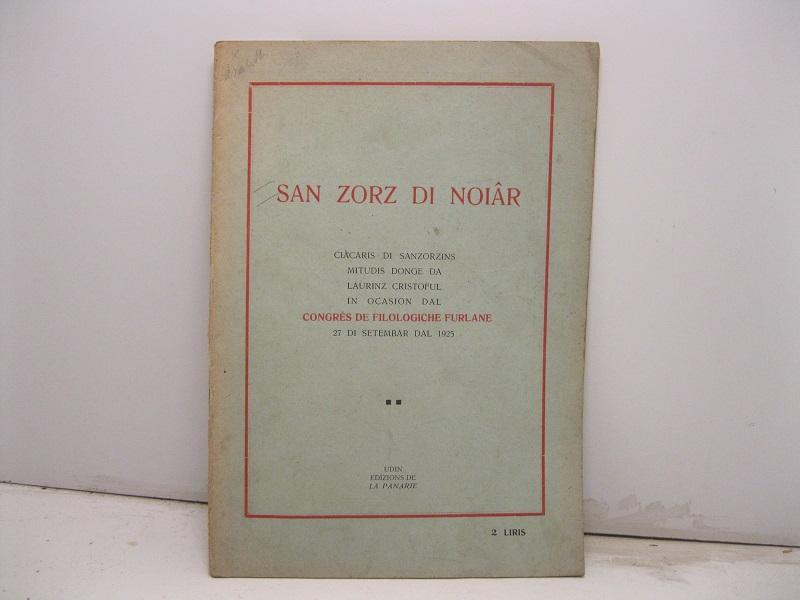 SAN ZORZ DI NOIÂR
CIÀCARIS DI SANZORZINS
MITUDIS DONGE DA
LAURINZ CRISTOFUL
IN OCASION DAL
CONGRÈS DE FILOLOGICHE FURLANE
27 DI SETEMBAR DAL 1925
UDIN
EDIZIONS DE
LA PANARIE
2 LIRIS